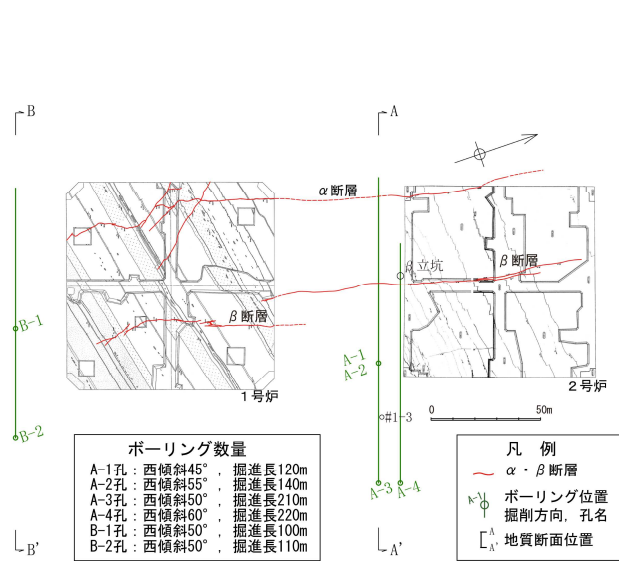 B
A
α断層
β断層
β立坑
β断層
B-1
A-1
A-2
1号炉
2号炉
0
50m
#1-3
B-2
A-3
A-4
ボーリング数量
A-1孔：西傾斜45°，掘進長120m
A-2孔：西傾斜55°，掘進長140m
A-3孔：西傾斜50°，掘進長210m
A-4孔：西傾斜60°，掘進長220m
B-1孔：西傾斜50°，掘進長100m
B-2孔：西傾斜50°，掘進長110m
凡 例
α・β断層
A-1
ボーリング位置
掘削方向，孔名
A
A'
地質断面位置
B'
A'